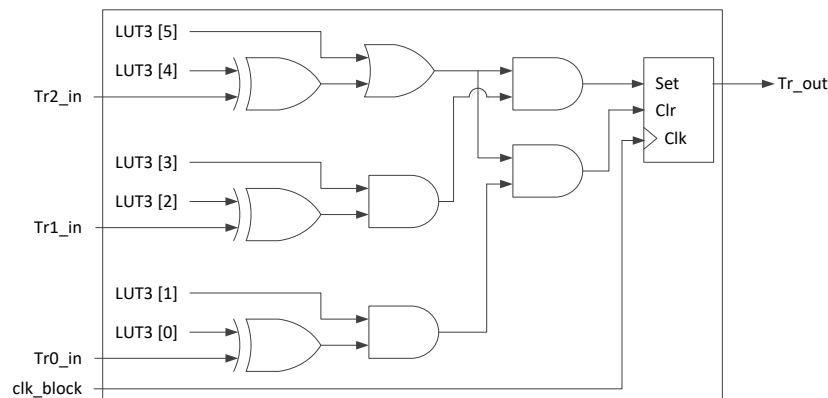 LUT3 [5]
LUT3 [4]
Tr2_in
Set
Tr_out
Clr
Clk
LUT3 [3]
LUT3 [2]
Tr1_in
LUT3 [1]
LUT3 [0]
Tr0_in
clk_block